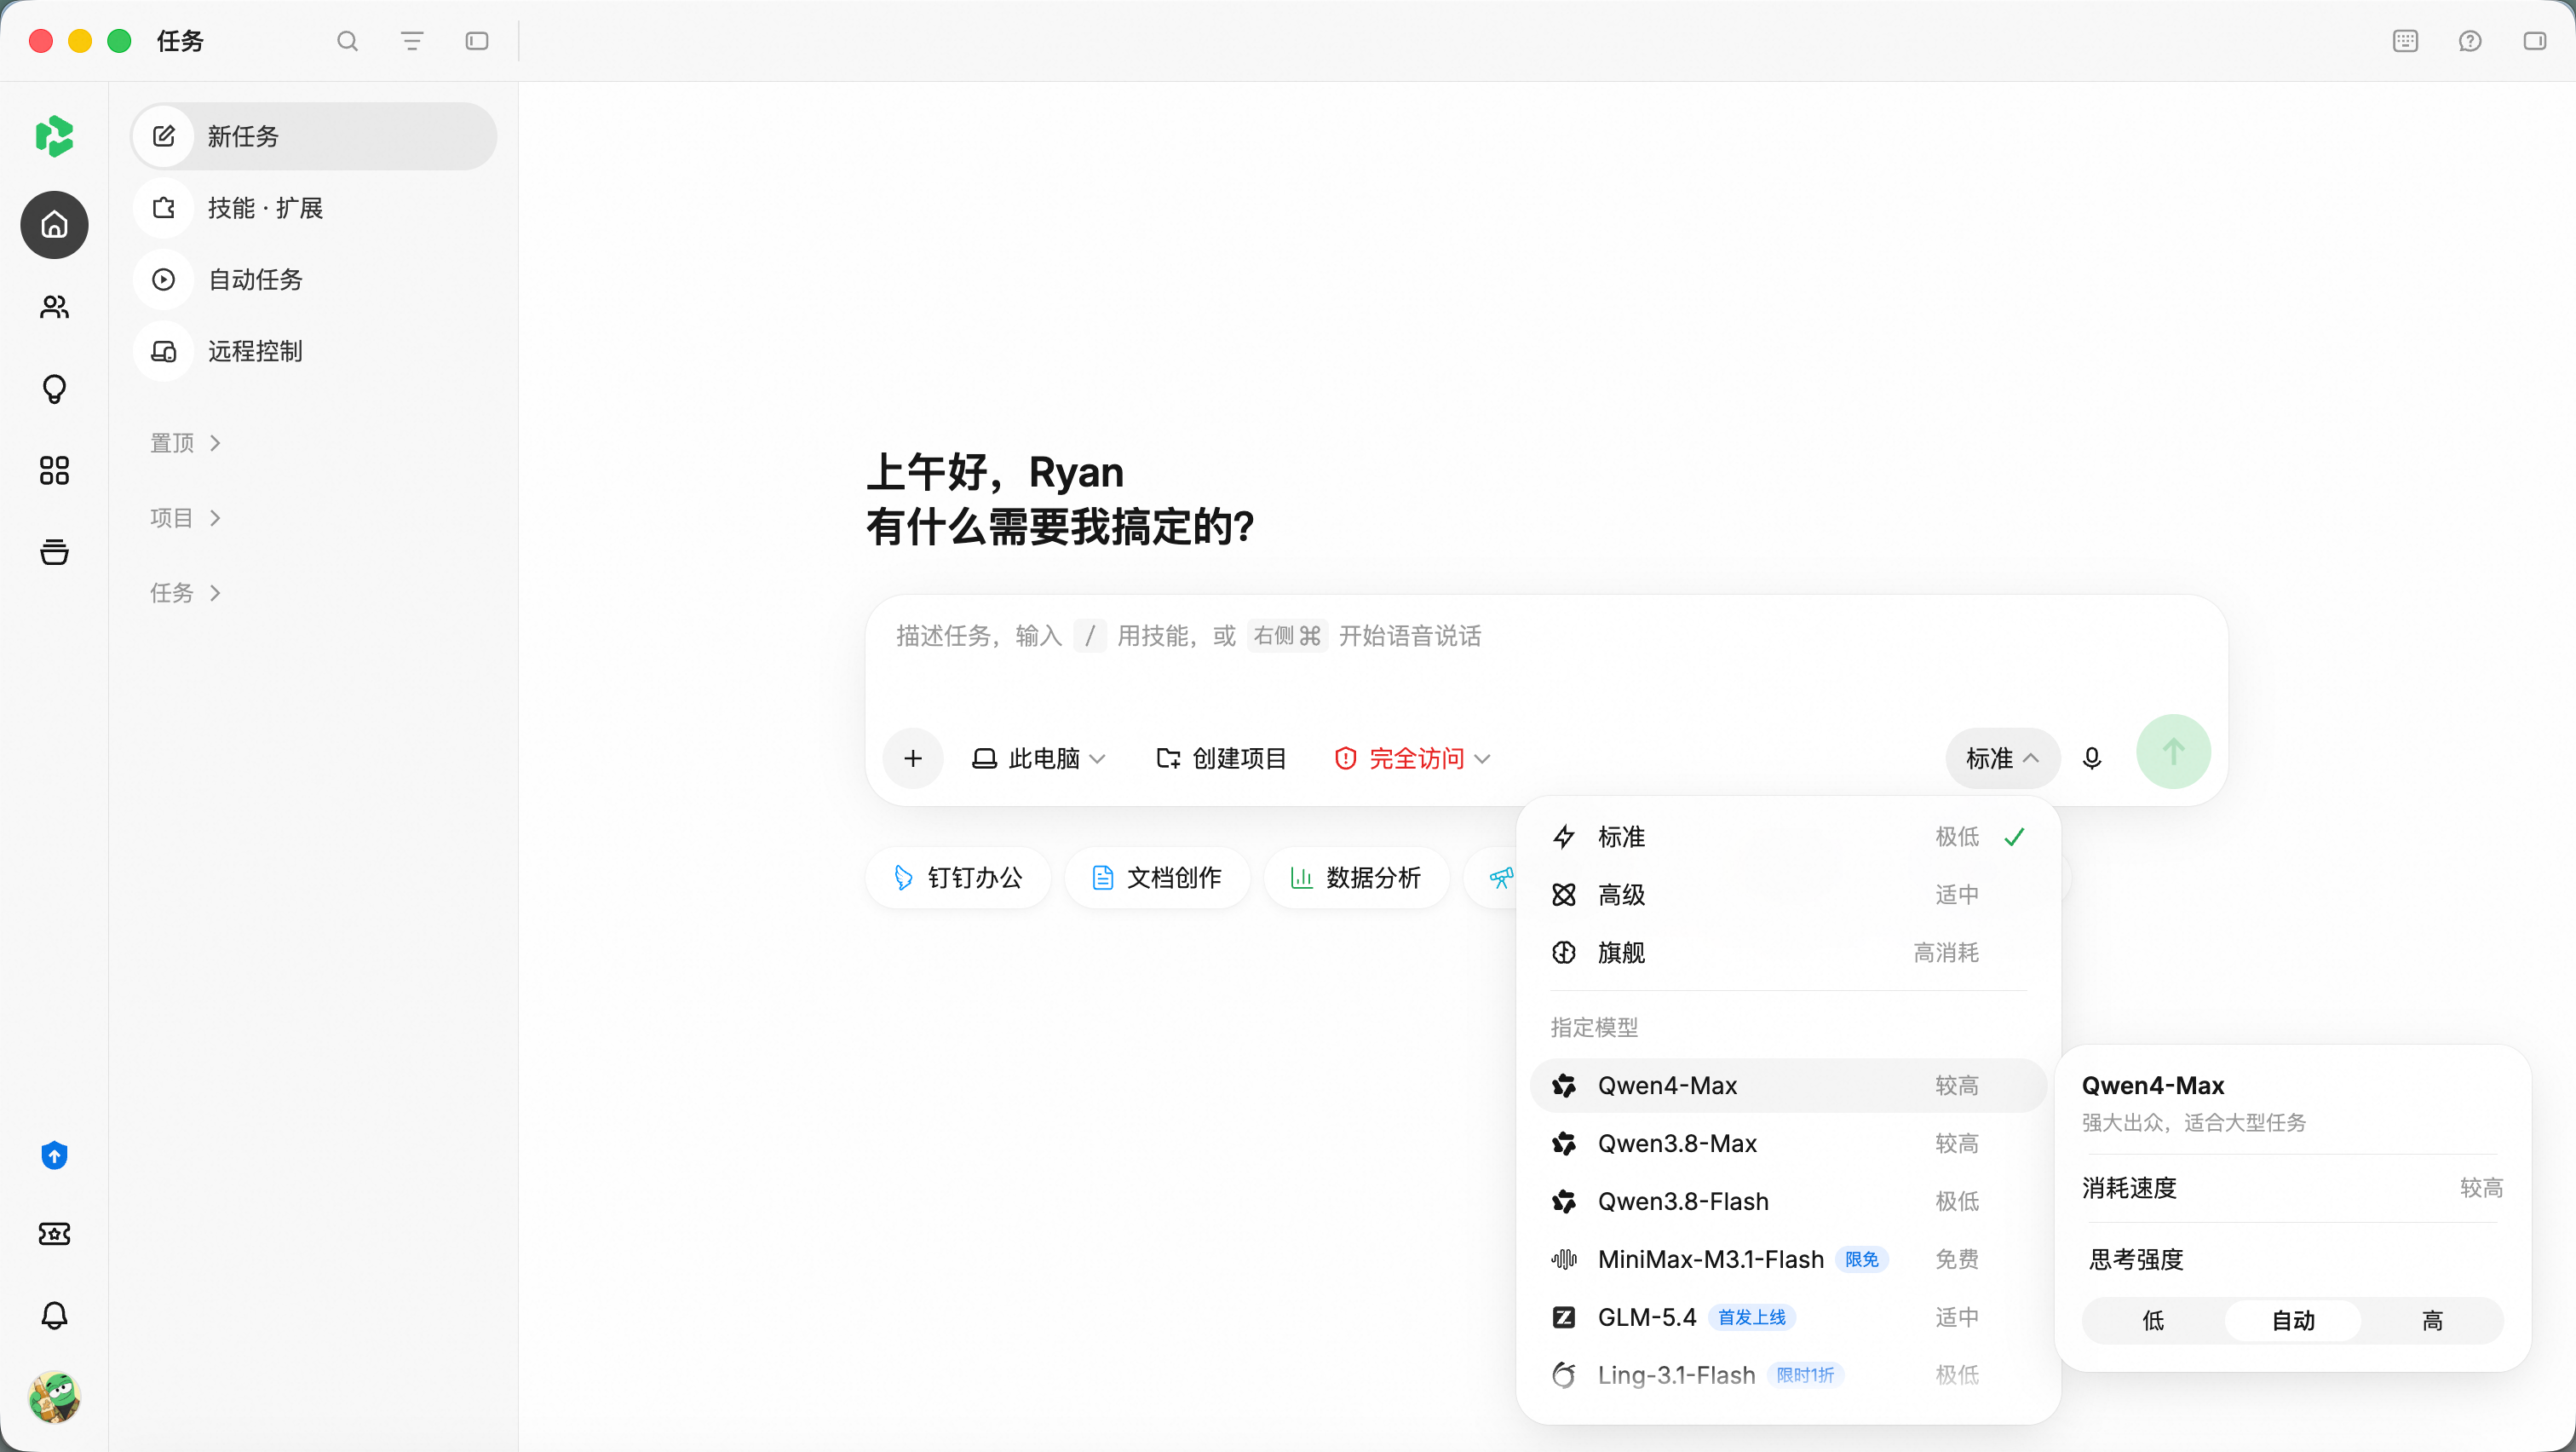 任务
新任务
技能 · 扩展
自动任务
远程控制
置顶
项目
任务
上午好，Ryan
有什么需要我搞定的?
描述任务，输入 / 用技能，或 右侧⌘ 开始语音说话
此电脑 创建项目 完全访问 标准
钉钉办公 文档创作 数据分析
标准 极低
高级 适中
旗舰 高消耗
指定模型
Qwen4-Max 较高
Qwen3.8-Max 较高
Qwen3.8-Flash 极低
MiniMax-M3.1-Flash 限免 免费
GLM-5.4 首发上线 适中
Ling-3.1-Flash 限时1折 极低
Qwen4-Max
强大出众，适合大型任务
消耗速度 较高
思考强度
低 自动 高